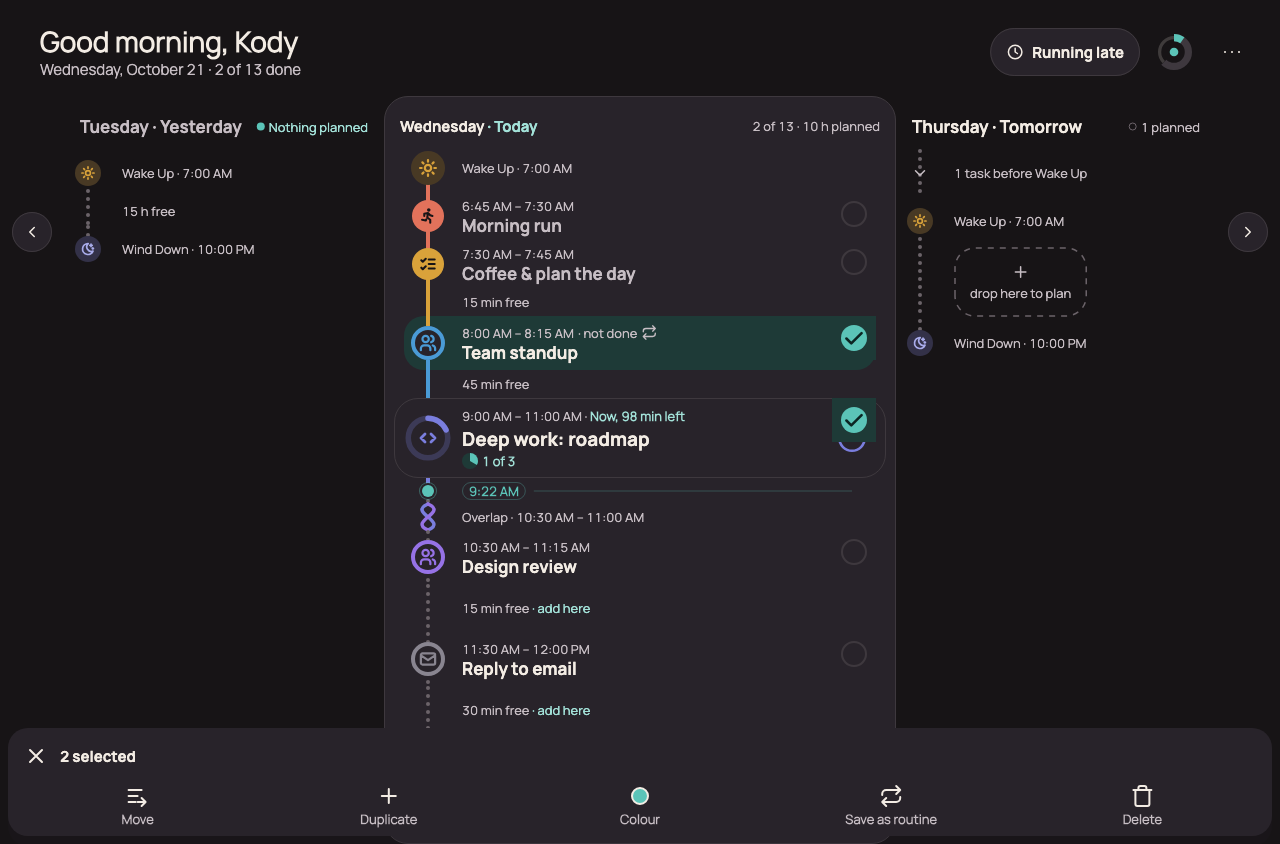 Good morning, Kody
Wednesday, October 21 · 2 of 13 done
Running late
Tuesday · Yesterday
Nothing planned
Wake Up · 7:00 AM
15 h free
Wind Down · 10:00 PM
Wednesday · Today
2 of 13 · 10 h planned
Wake Up · 7:00 AM
6:45 AM – 7:30 AM
Morning run
7:30 AM – 7:45 AM
Coffee & plan the day
15 min free
8:00 AM – 8:15 AM · not done
Team standup
45 min free
9:00 AM – 11:00 AM · Now, 98 min left
Deep work: roadmap
1 of 3
9:22 AM
Overlap · 10:30 AM – 11:00 AM
10:30 AM – 11:15 AM
Design review
15 min free · add here
11:30 AM – 12:00 PM
Reply to email
30 min free · add here
Thursday · Tomorrow
1 planned
1 task before Wake Up
Wake Up · 7:00 AM
drop here to plan
Wind Down · 10:00 PM
2 selected
Move
Duplicate
Colour
Save as routine
Delete